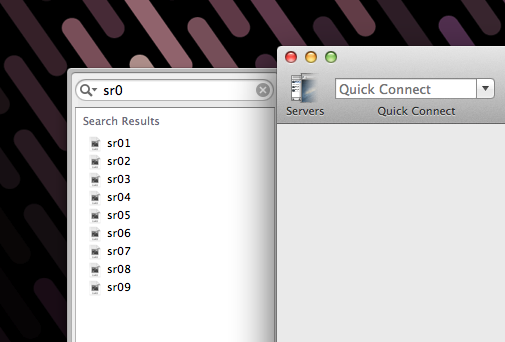 sr0
Search Results
sr01
sr02
sr03
sr04
sr05
sr06
sr07
sr08
sr09
Quick Connect
Servers
Quick Connect